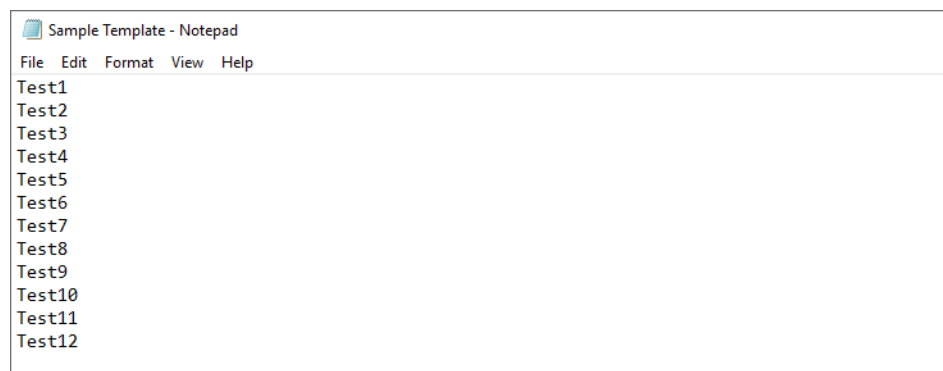 Sample Template - Notepad
File Edit Format View Help
Test1
Test2
Test3
Test4
Test5
Test6
Test7
Test8
Test9
Test10
Test11
Test12